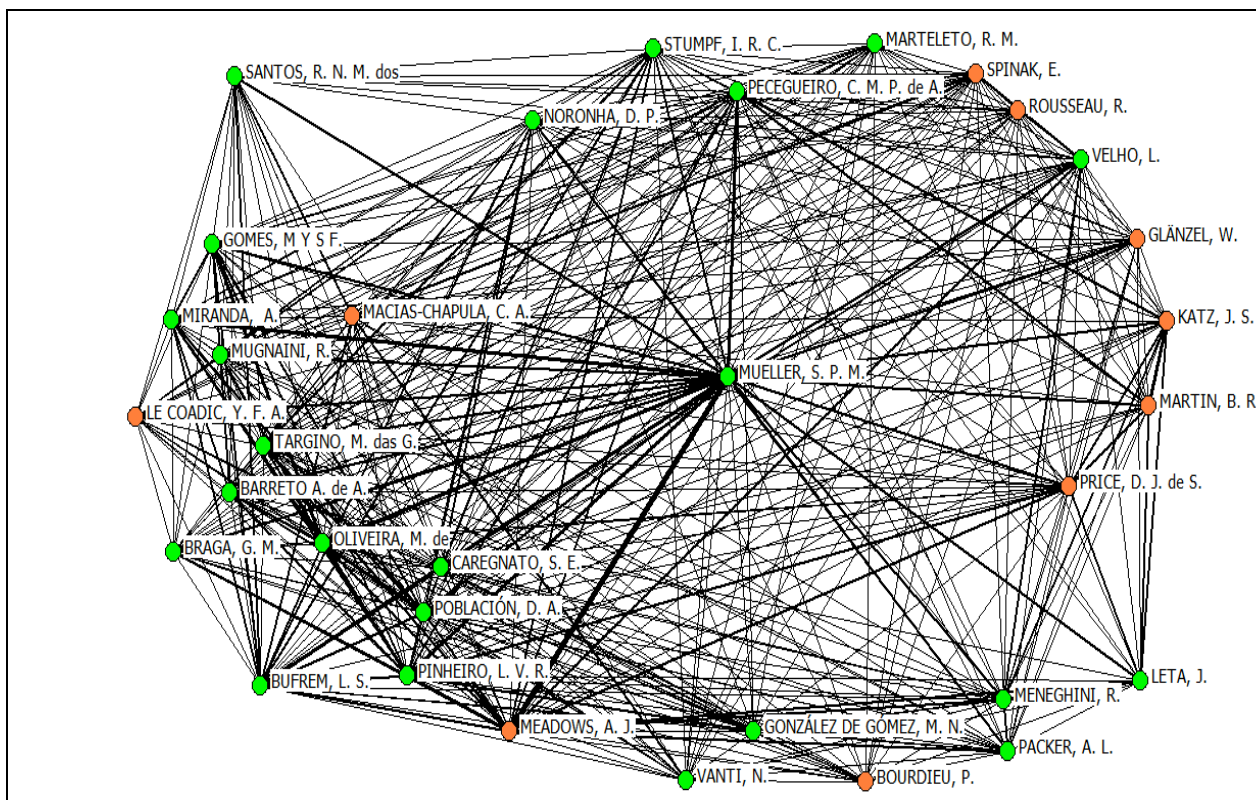 STUMPF, I. R. C.
MARTELETO, R. M.
SANTOS, R. N. M. dos
SPINAK, E.
PECEGUEIRO, C. M. P. de A.
ROUSSEAU, R.
NORONHA, D. P.
VELHO, L.
GOMES, M Y S F.
GLÄNZEL, W.
MACIAS-CHAPULA, C. A.
MIRANDA, A.
KATZ, J. S.
MUGNAINI, R.
MUELLER, S. P. M.
LE COADIC, Y. F. A.
MARTIN, B. R
TARGINO, M. das G.
BARRETO A. de A.
PRICE, D. J. de S.
OLIVEIRA, M. de
BRAGA, G. M.
CAREGNATO, S. E.
POBLACIÓN, D. A.
PINHEIRO, L. V. R.
BUFREM, L. S.
LETA, J.
MENEGHINI, R.
MEADOWS, A. J.
GONZÁLEZ DE GÓMEZ, M. N.
PACKER, A. L.
VANTI, N.
BOURDIEU, P.